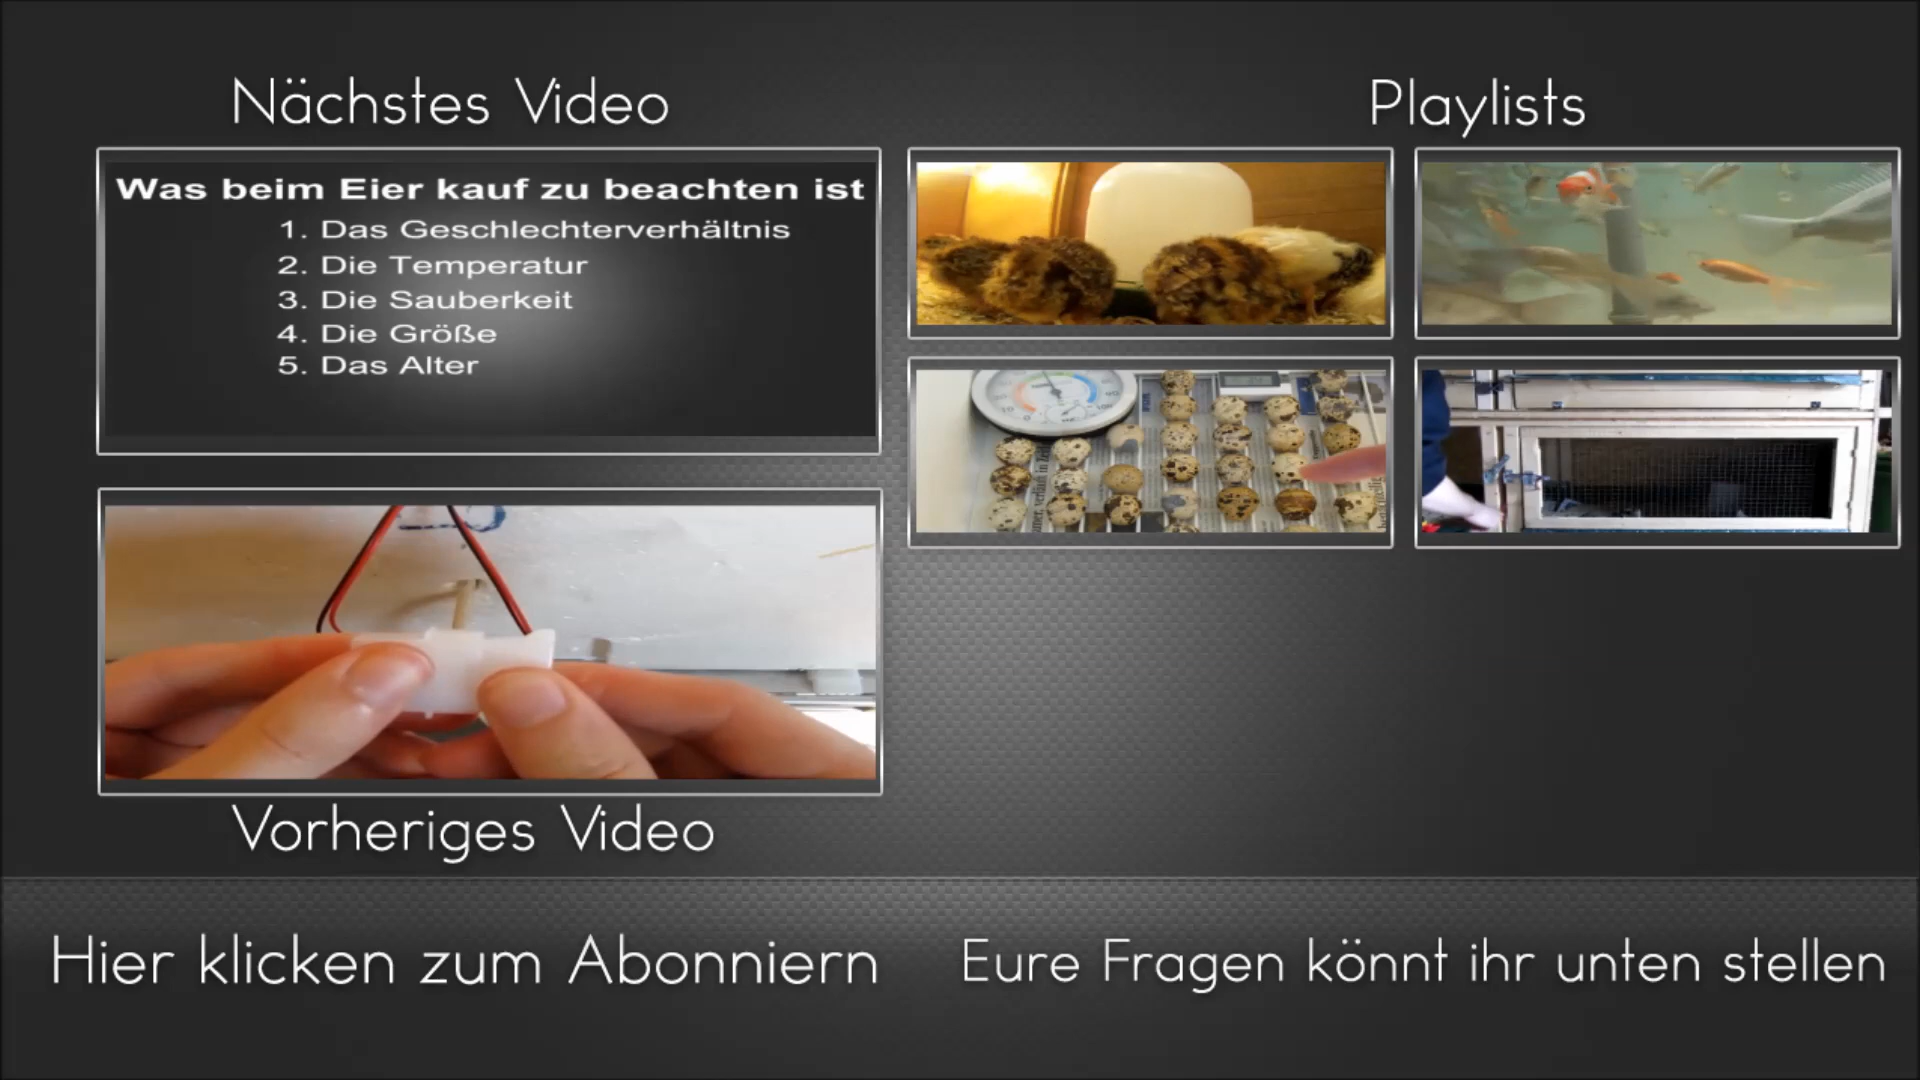 Nächstes Video
Playlists
Was beim Eier kauf zu beachten ist
1. Das Geschlechterverhältnis
2. Die Temperatur
3. Die Sauberkeit
4. Die Größe
5. Das Alter
Vorheriges Video
Hier klicken zum Abonniern
Eure Fragen könnt ihr unten stellen